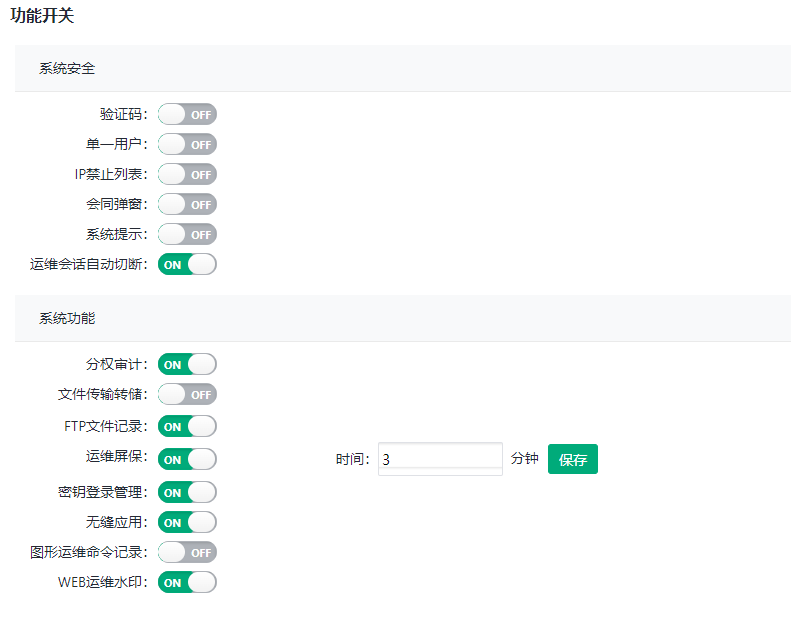 功能开关
系统安全
验证码： OFF
单一用户： OFF
IP禁止列表： OFF
会同弹窗： OFF
系统提示： OFF
运维会话自动切断： ON
系统功能
分权审计： ON
文件传输转储： OFF
FTP文件记录： ON
运维屏保： ON 时间： 3 分钟 保存
密钥登录管理： ON
无缝应用： ON
图形运维命令记录： OFF
WEB运维水印： ON